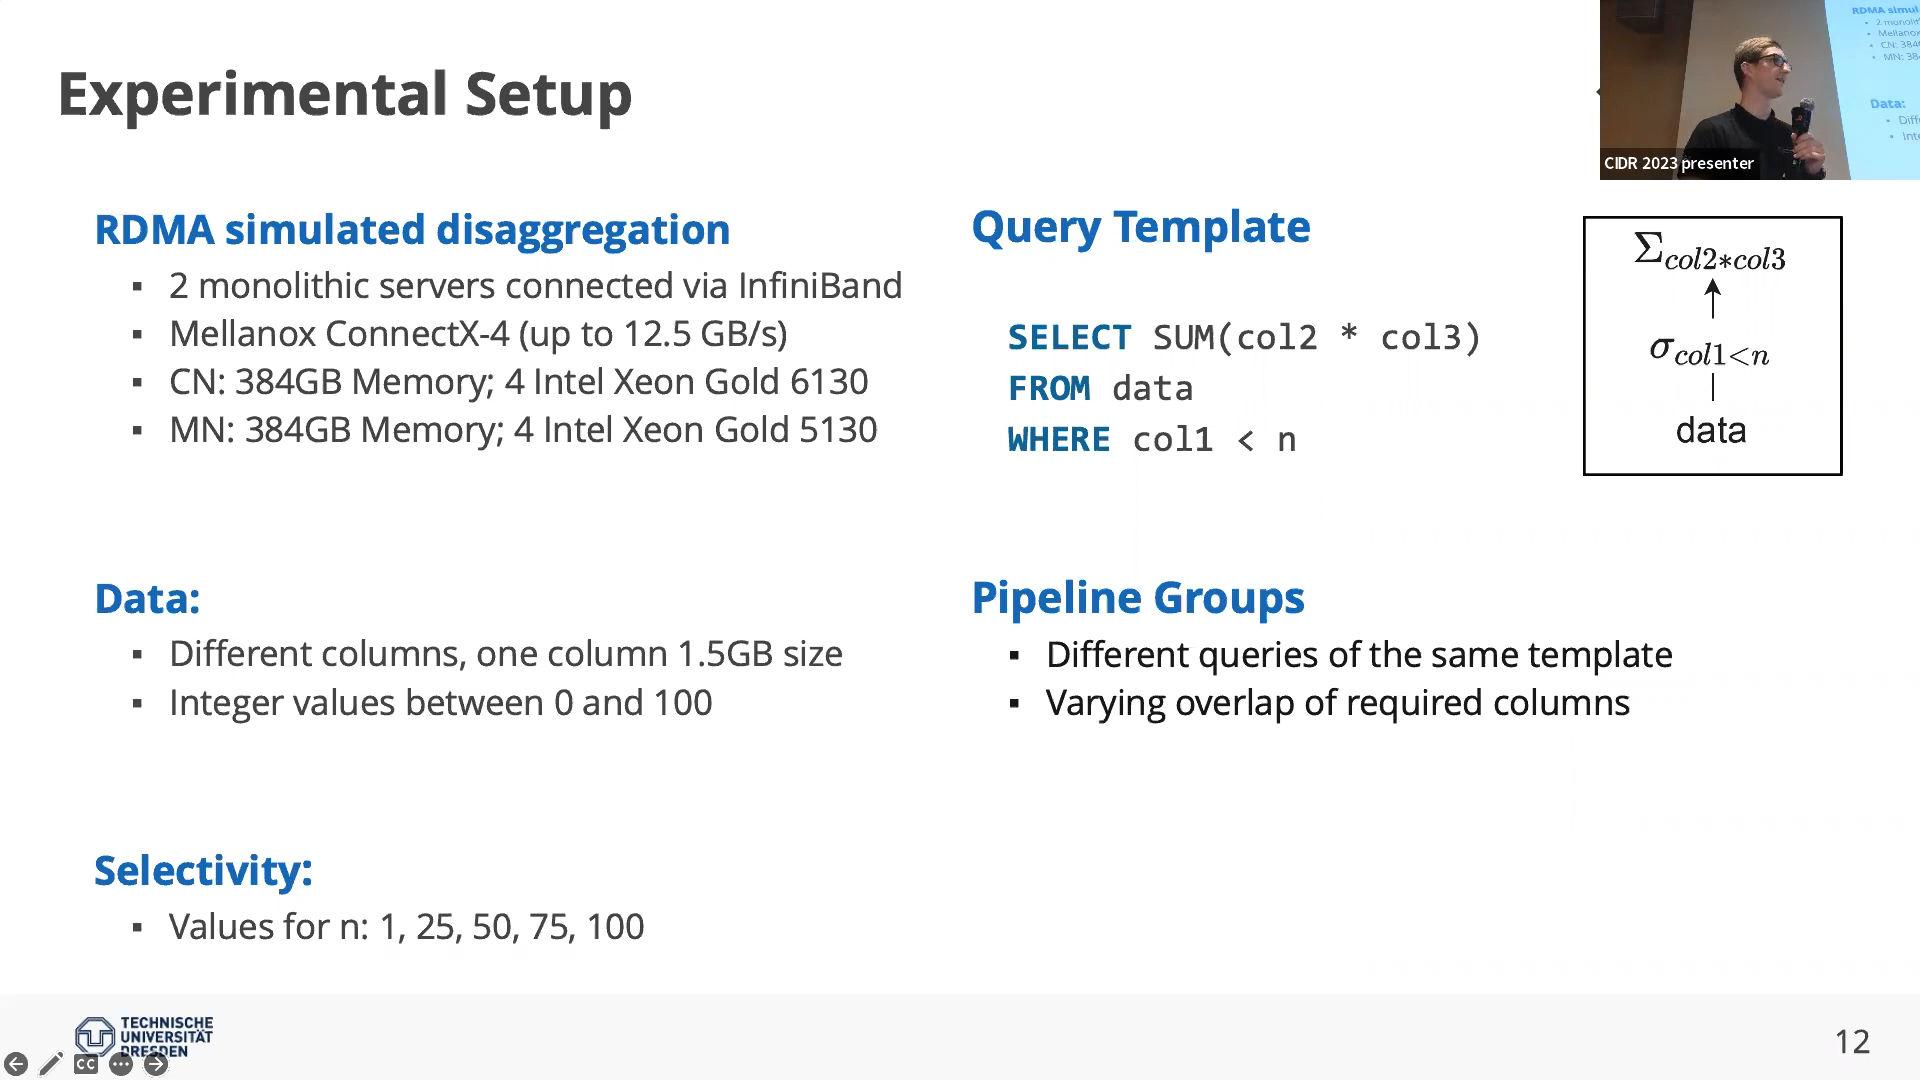 Experimental Setup
RDMA simulated disaggregation
▪ 2 monolithic servers connected via InfiniBand
▪ Mellanox ConnectX-4 (up to 12.5 GB/s)
▪ CN: 384GB Memory; 4 Intel Xeon Gold 6130
▪ MN: 384GB Memory; 4 Intel Xeon Gold 5130
Data:
▪ Different columns, one column 1.5GB size
▪ Integer values between 0 and 100
Selectivity:
▪ Values for n: 1, 25, 50, 75, 100
Query Template
SELECT SUM(col2 * col3)
FROM data
WHERE col1 < n
Σcol2*col3
σcol1<n
data
Pipeline Groups
▪ Different queries of the same template
▪ Varying overlap of required columns
CIDR 2023 presenter
RDMA simul
Data:
TECHNISCHE
UNIVERSITÄT
DRESDEN
CC
12